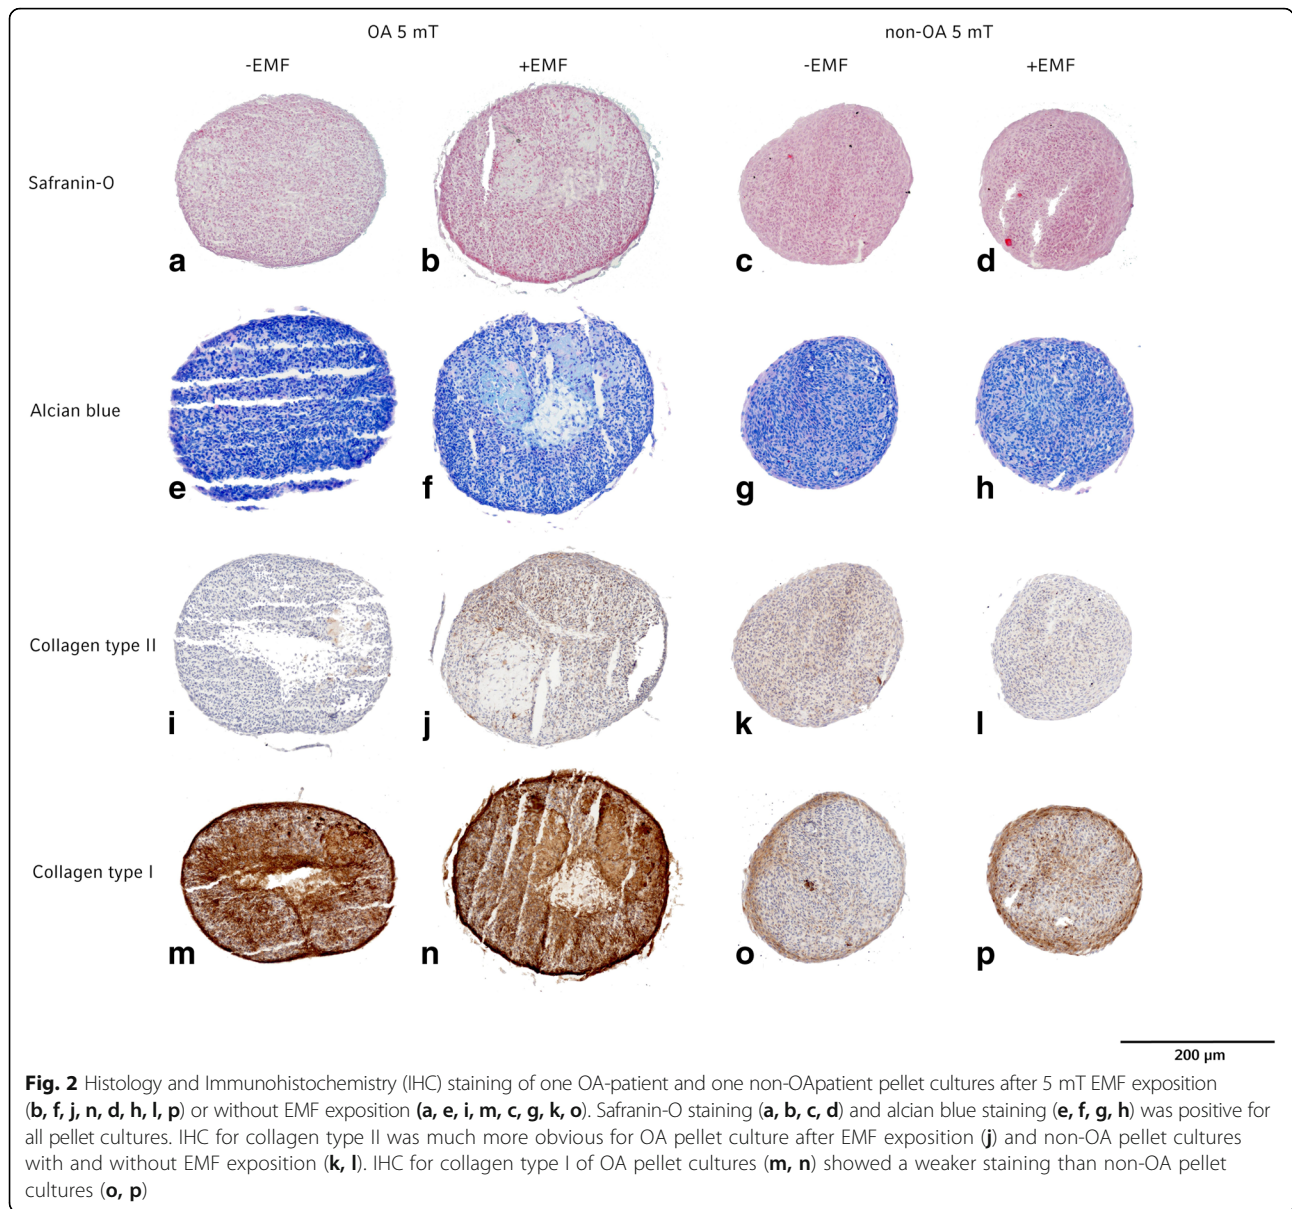 OA 5 mT non-OA 5 mT
-EMF +EMF -EMF +EMF
Safranin-O
a b c d
Alcian blue
e f g h
Collagen type II
i j k l
Collagen type I
m n o p
200 µm
Fig. 2 Histology and Immunohistochemistry (IHC) staining of one OA-patient and one non-OApatient pellet cultures after 5 mT EMF exposition
(b, f, j, n, d, h, l, p) or without EMF exposition (a, e, i, m, c, g, k, o). Safranin-O staining (a, b, c, d) and alcian blue staining (e, f, g, h) was positive for
all pellet cultures. IHC for collagen type II was much more obvious for OA pellet culture after EMF exposition (j) and non-OA pellet cultures
with and without EMF exposition (k, l). IHC for collagen type I of OA pellet cultures (m, n) showed a weaker staining than non-OA pellet
cultures (o, p)